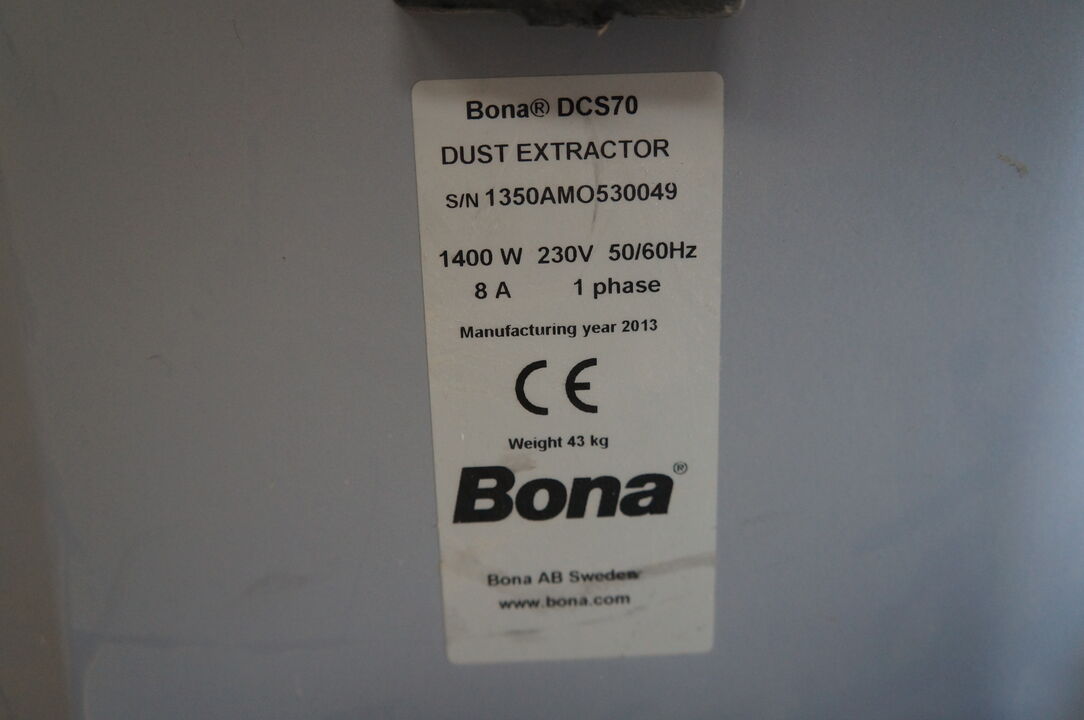 Bona® DCS70
DUST EXTRACTOR
S/N 1350AMO530049
1400 W 230V 50/60Hz
8 A 1 phase
Manufacturing year 2013
CE
Weight 43 kg
Bona®
Bona AB Sweden
www.bona.com